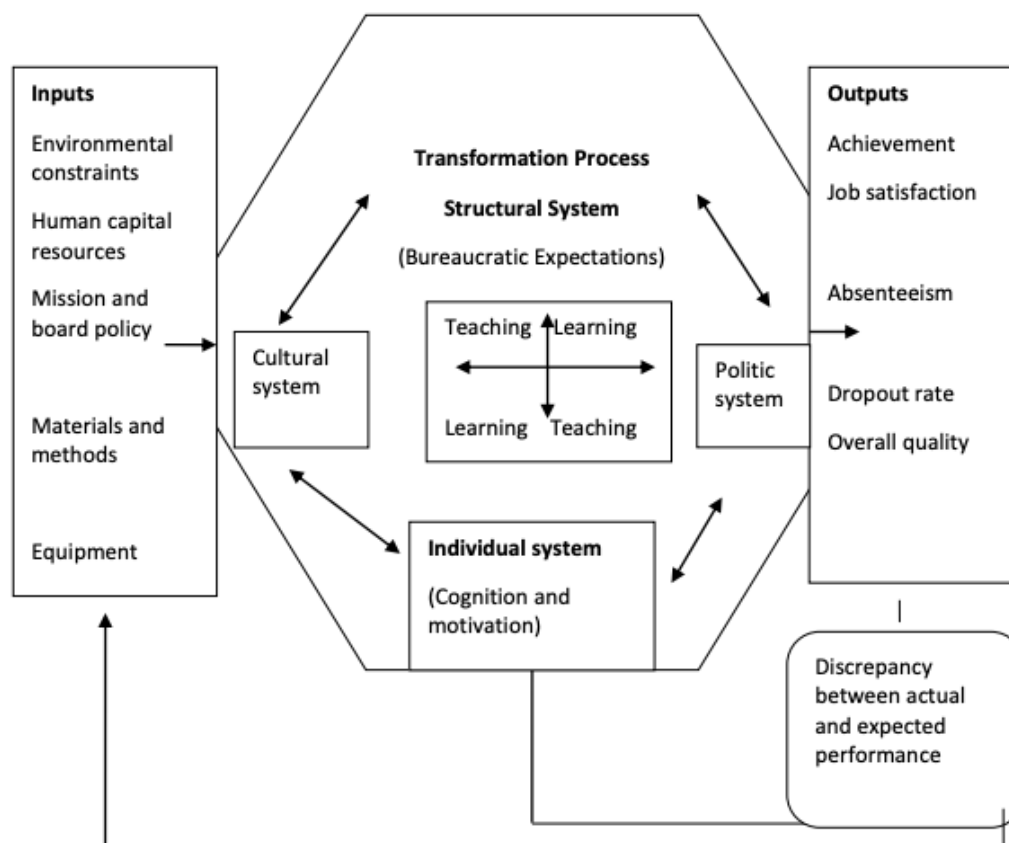 Inputs
Environmental
constraints
Human capital
resources
Mission and
board policy
Materials and
methods
Equipment
Transformation Process
Structural System
(Bureaucratic Expectations)
Cultural
system
Teaching Learning
Learning Teaching
Politic
system
Individual system
(Cognition and
motivation)
Outputs
Achievement
Job satisfaction
Absenteeism
Dropout rate
Overall quality
Discrepancy
between actual
and expected
performance